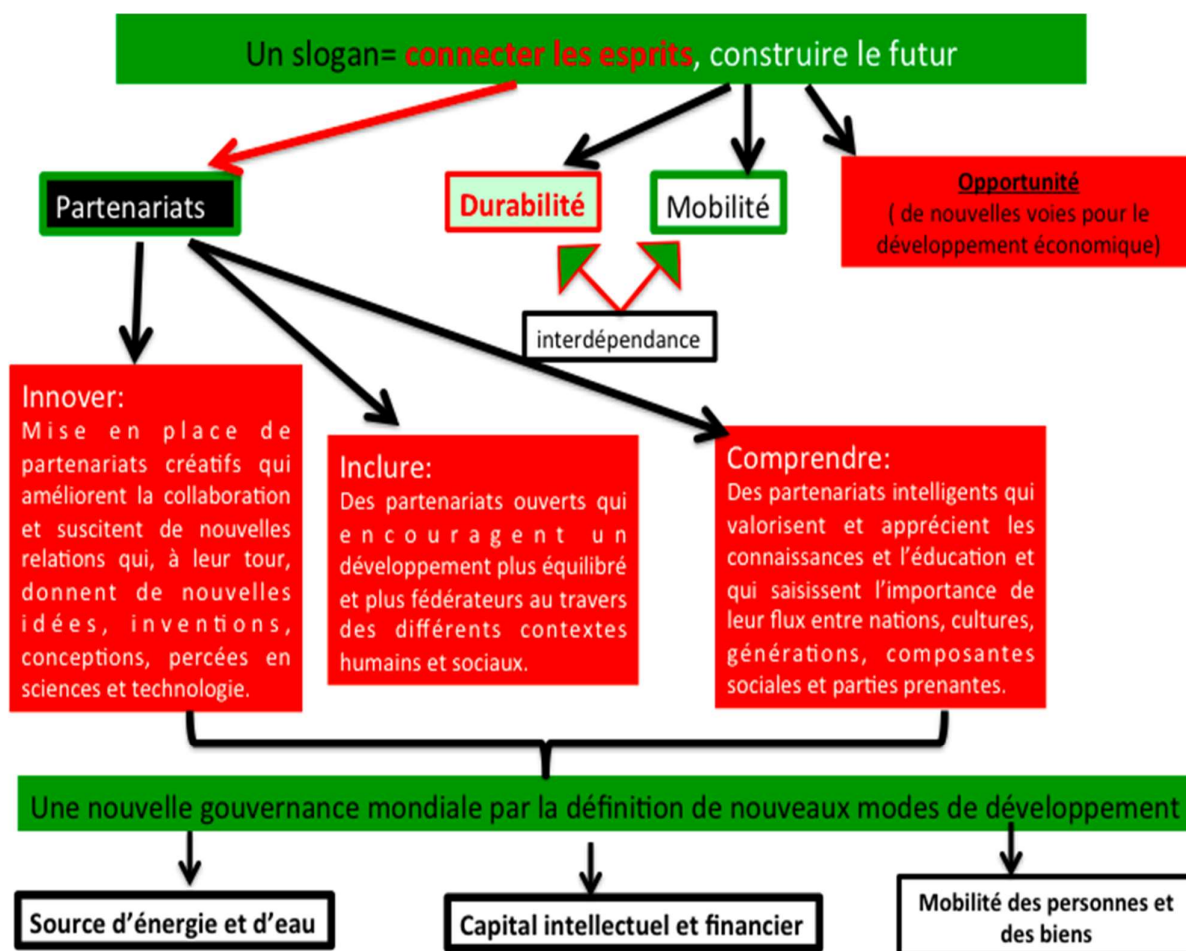 Un slogan= connecter les esprits, construire le futur
Partenariats
Durabilité
Mobilité
Opportunité
( de nouvelles voies pour le
développement économique)
interdépendance
Innover:
Mise en place de
partenariats créatifs qui
améliorent la collaboration
et suscitent de nouvelles
relations qui, à leur tour,
donnent de nouvelles
idées, inventions,
conceptions, percées en
sciences et technologie.
Inclure:
Des partenariats ouverts qui
encouragent un
développement plus équilibré
et plus fédérateurs au travers
des différents contextes
humains et sociaux.
Comprendre:
Des partenariats intelligents qui
valorisent et apprécient les
connaissances et l’éducation et
qui saisissent l’importance de
leur flux entre nations, cultures,
générations, composantes
sociales et parties prenantes.
Une nouvelle gouvernance mondiale par la définition de nouveaux modes de développement
Source d’énergie et d’eau
Capital intellectuel et financier
Mobilité des personnes et
des biens